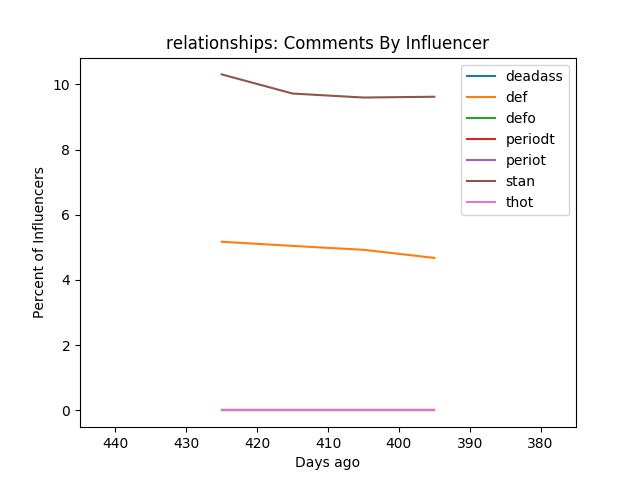 relationships: Comments By Influencer
Percent of Influencers
10
8
6
4
2
0
deadass
def
defo
periodt
periot
stan
thot
440 430 420 410 400 390 380
Days ago